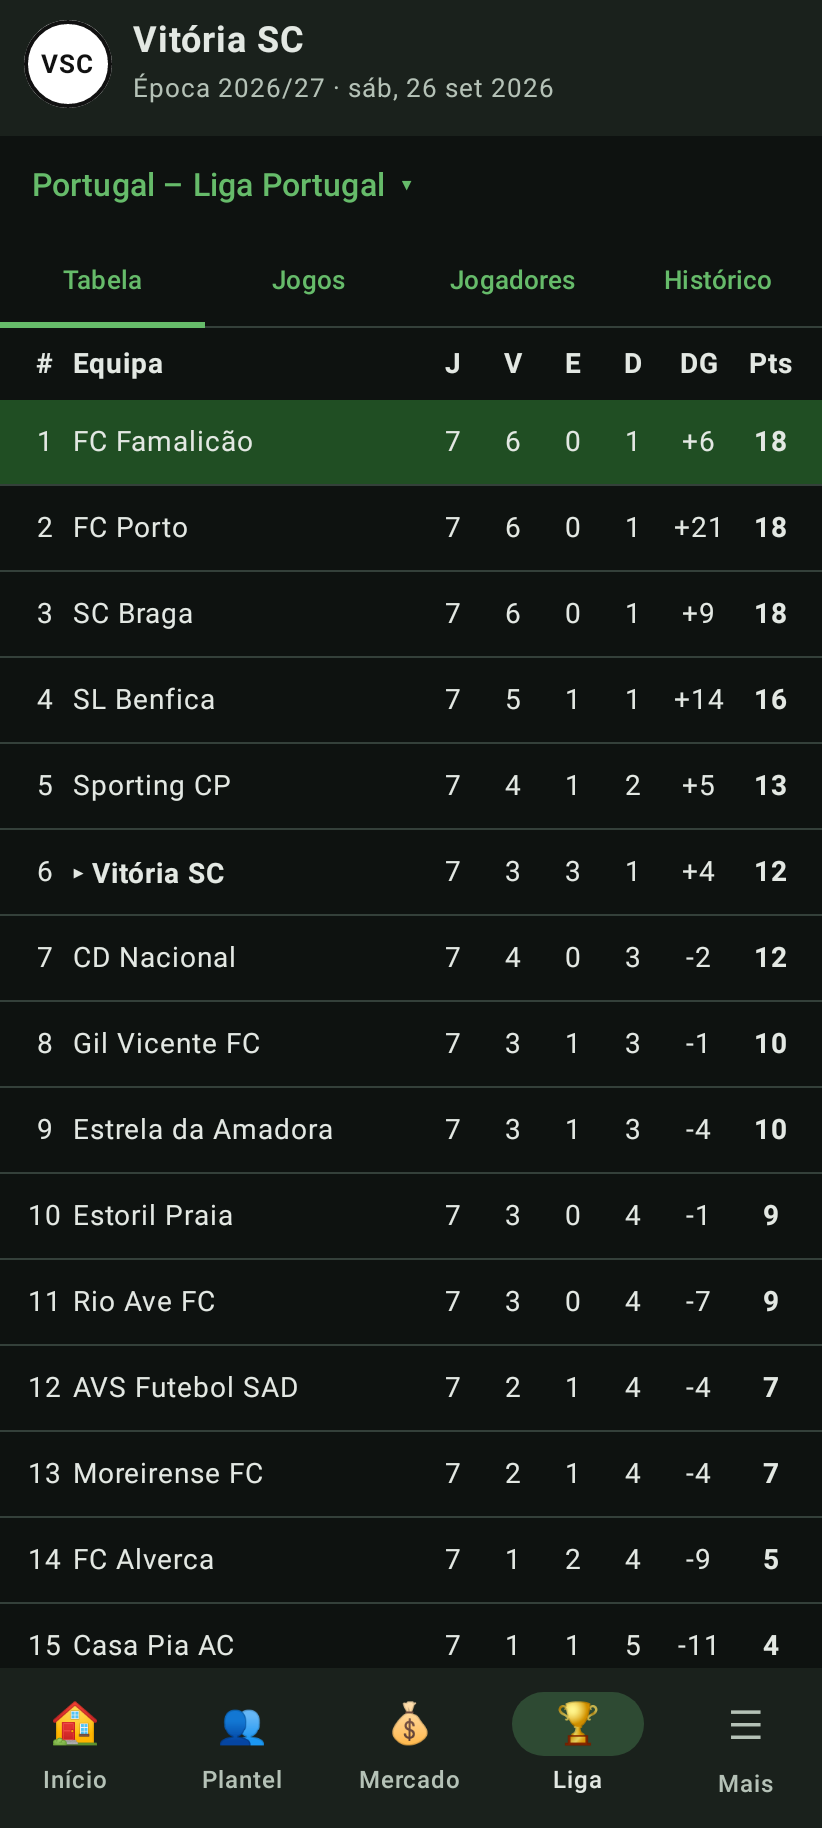 VSC
Vitória SC
Época 2026/27 · sáb, 26 set 2026
Portugal – Liga Portugal ▾
Tabela Jogos Jogadores Histórico
# Equipa J V E D DG Pts
1 FC Famalicão 7 6 0 1 +6 18
2 FC Porto 7 6 0 1 +21 18
3 SC Braga 7 6 0 1 +9 18
4 SL Benfica 7 5 1 1 +14 16
5 Sporting CP 7 4 1 2 +5 13
6 ▸ Vitória SC 7 3 3 1 +4 12
7 CD Nacional 7 4 0 3 -2 12
8 Gil Vicente FC 7 3 1 3 -1 10
9 Estrela da Amadora 7 3 1 3 -4 10
10 Estoril Praia 7 3 0 4 -1 9
11 Rio Ave FC 7 3 0 4 -7 9
12 AVS Futebol SAD 7 2 1 4 -4 7
13 Moreirense FC 7 2 1 4 -4 7
14 FC Alverca 7 1 2 4 -9 5
15 Casa Pia AC 7 1 1 5 -11 4
Início Plantel Mercado Liga Mais